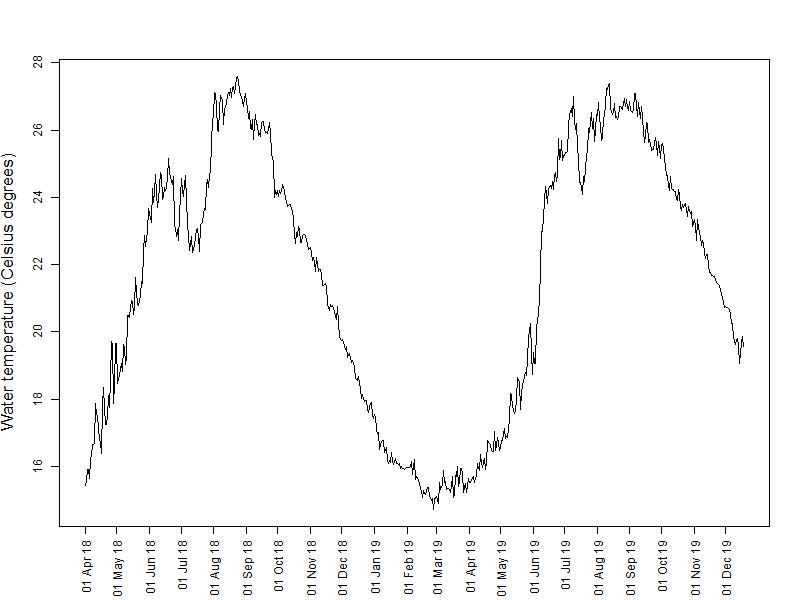 Water temperature (Celsius degrees)
28
26
24
22
20
18
16
01 Apr 18
01 May 18
01 Jun 18
01 Jul 18
01 Aug 18
01 Sep 18
01 Oct 18
01 Nov 18
01 Dec 18
01 Jan 19
01 Feb 19
01 Mar 19
01 Apr 19
01 May 19
01 Jun 19
01 Jul 19
01 Aug 19
01 Sep 19
01 Oct 19
01 Nov 19
01 Dec 19